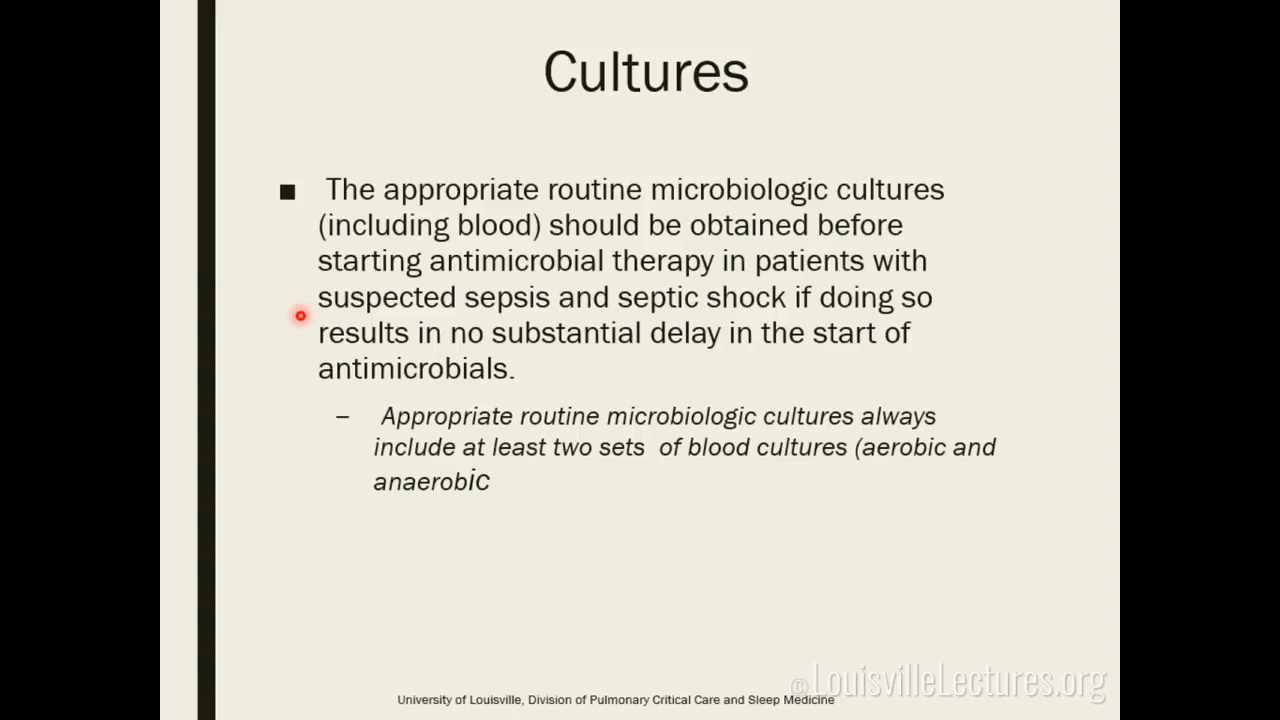 Cultures
■ The appropriate routine microbiologic cultures
(including blood) should be obtained before
starting antimicrobial therapy in patients with
suspected sepsis and septic shock if doing so
results in no substantial delay in the start of
antimicrobials.
– Appropriate routine microbiologic cultures always
include at least two sets of blood cultures (aerobic and
anaerobic
©LouisvilleLectures.org
University of Louisville, Division of Pulmonary Critical Care and Sleep Medicine